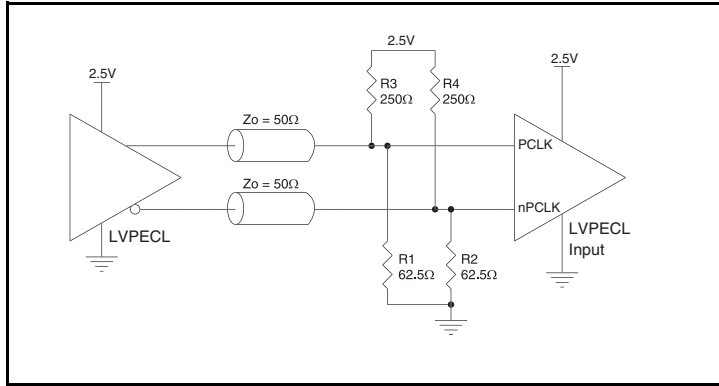 2.5V
2.5V
2.5V
R3
250Ω
R4
250Ω
Zo = 50Ω
PCLK
Zo = 50Ω
nPCLK
LVPECL
LVPECL
Input
R1
62.5Ω
R2
62.5Ω